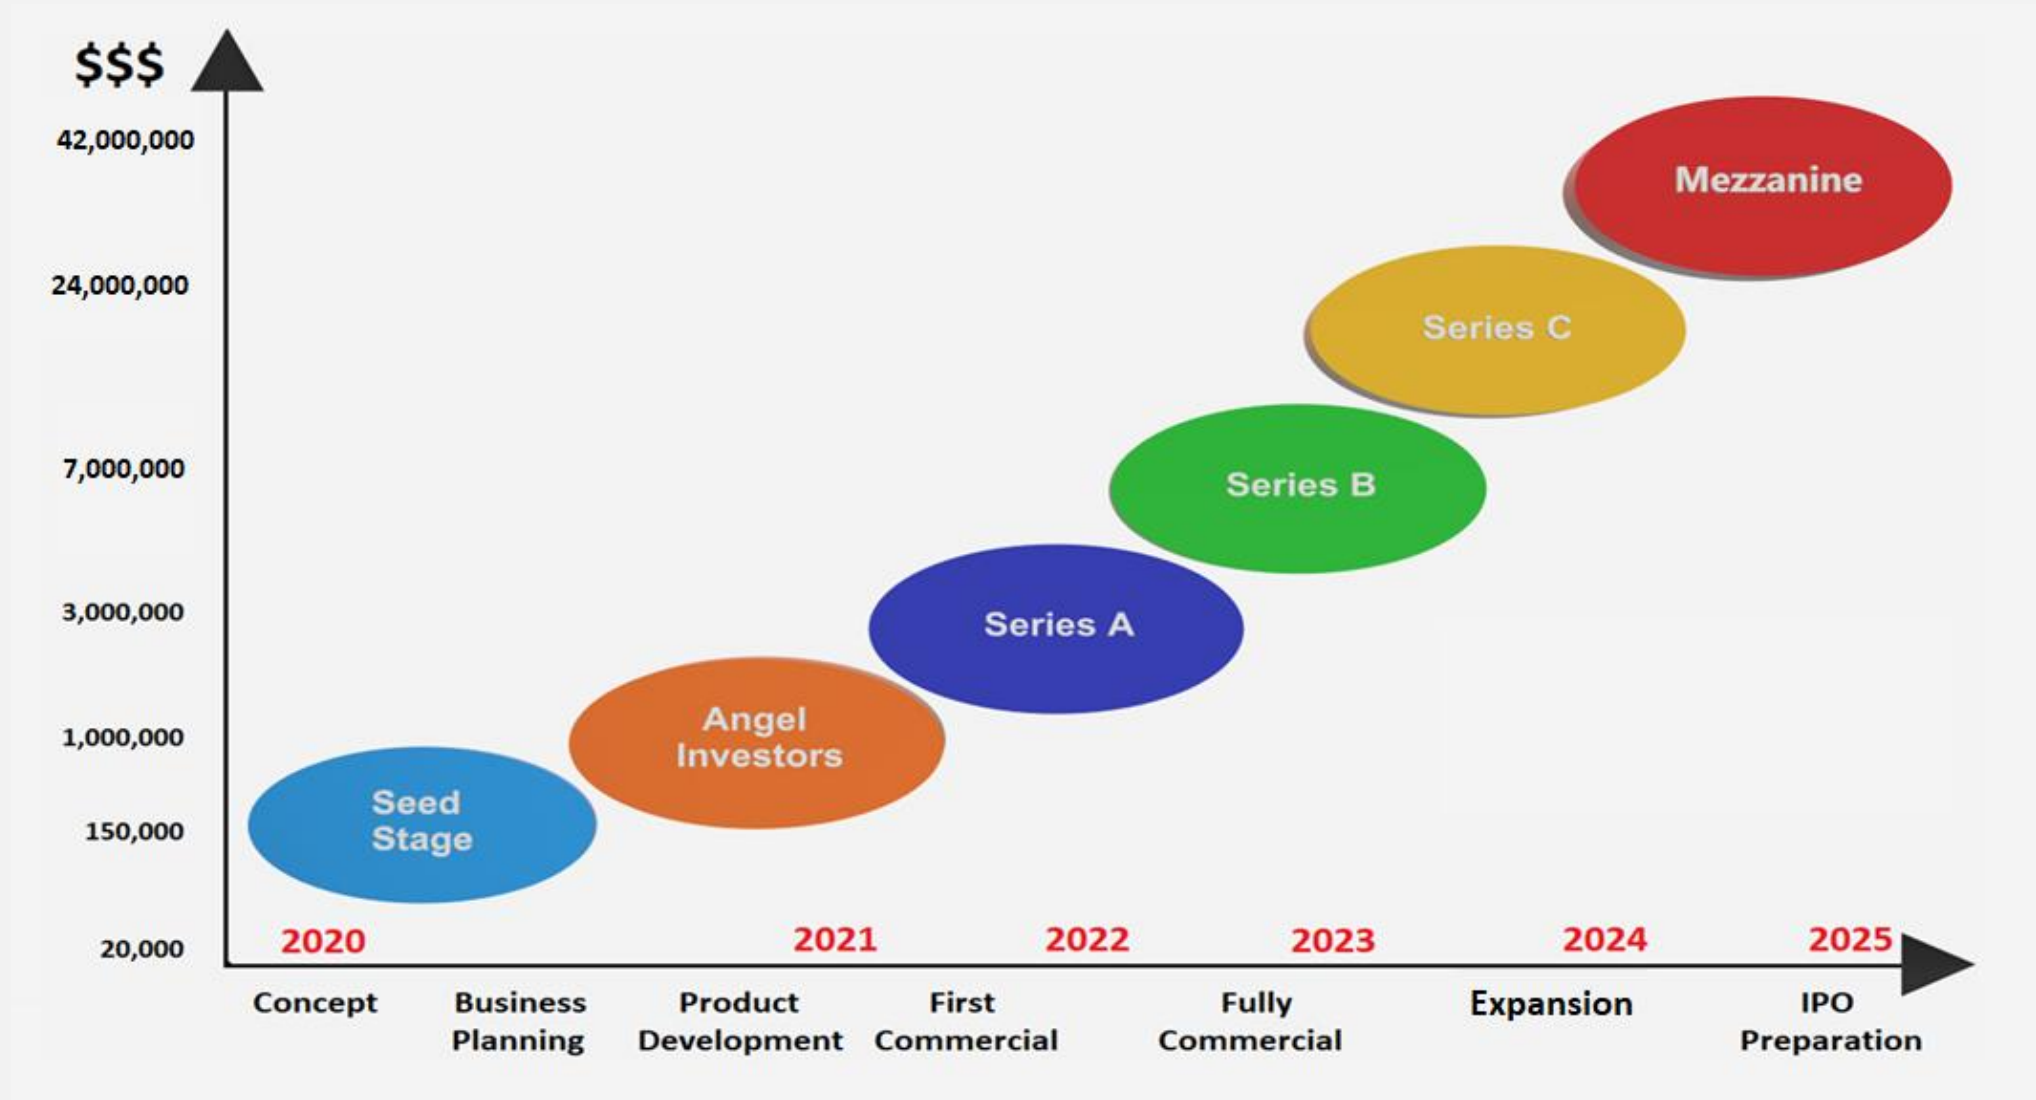 $$$
42,000,000
Mezzanine
24,000,000
Series C
7,000,000
Series B
3,000,000
Series A
1,000,000
Angel
Investors
150,000
Seed
Stage
20,000
2020 2021 2022 2023 2024 2025
Concept
Business
Planning
Product
Development
First
Commercial
Fully
Commercial
Expansion
IPO
Preparation